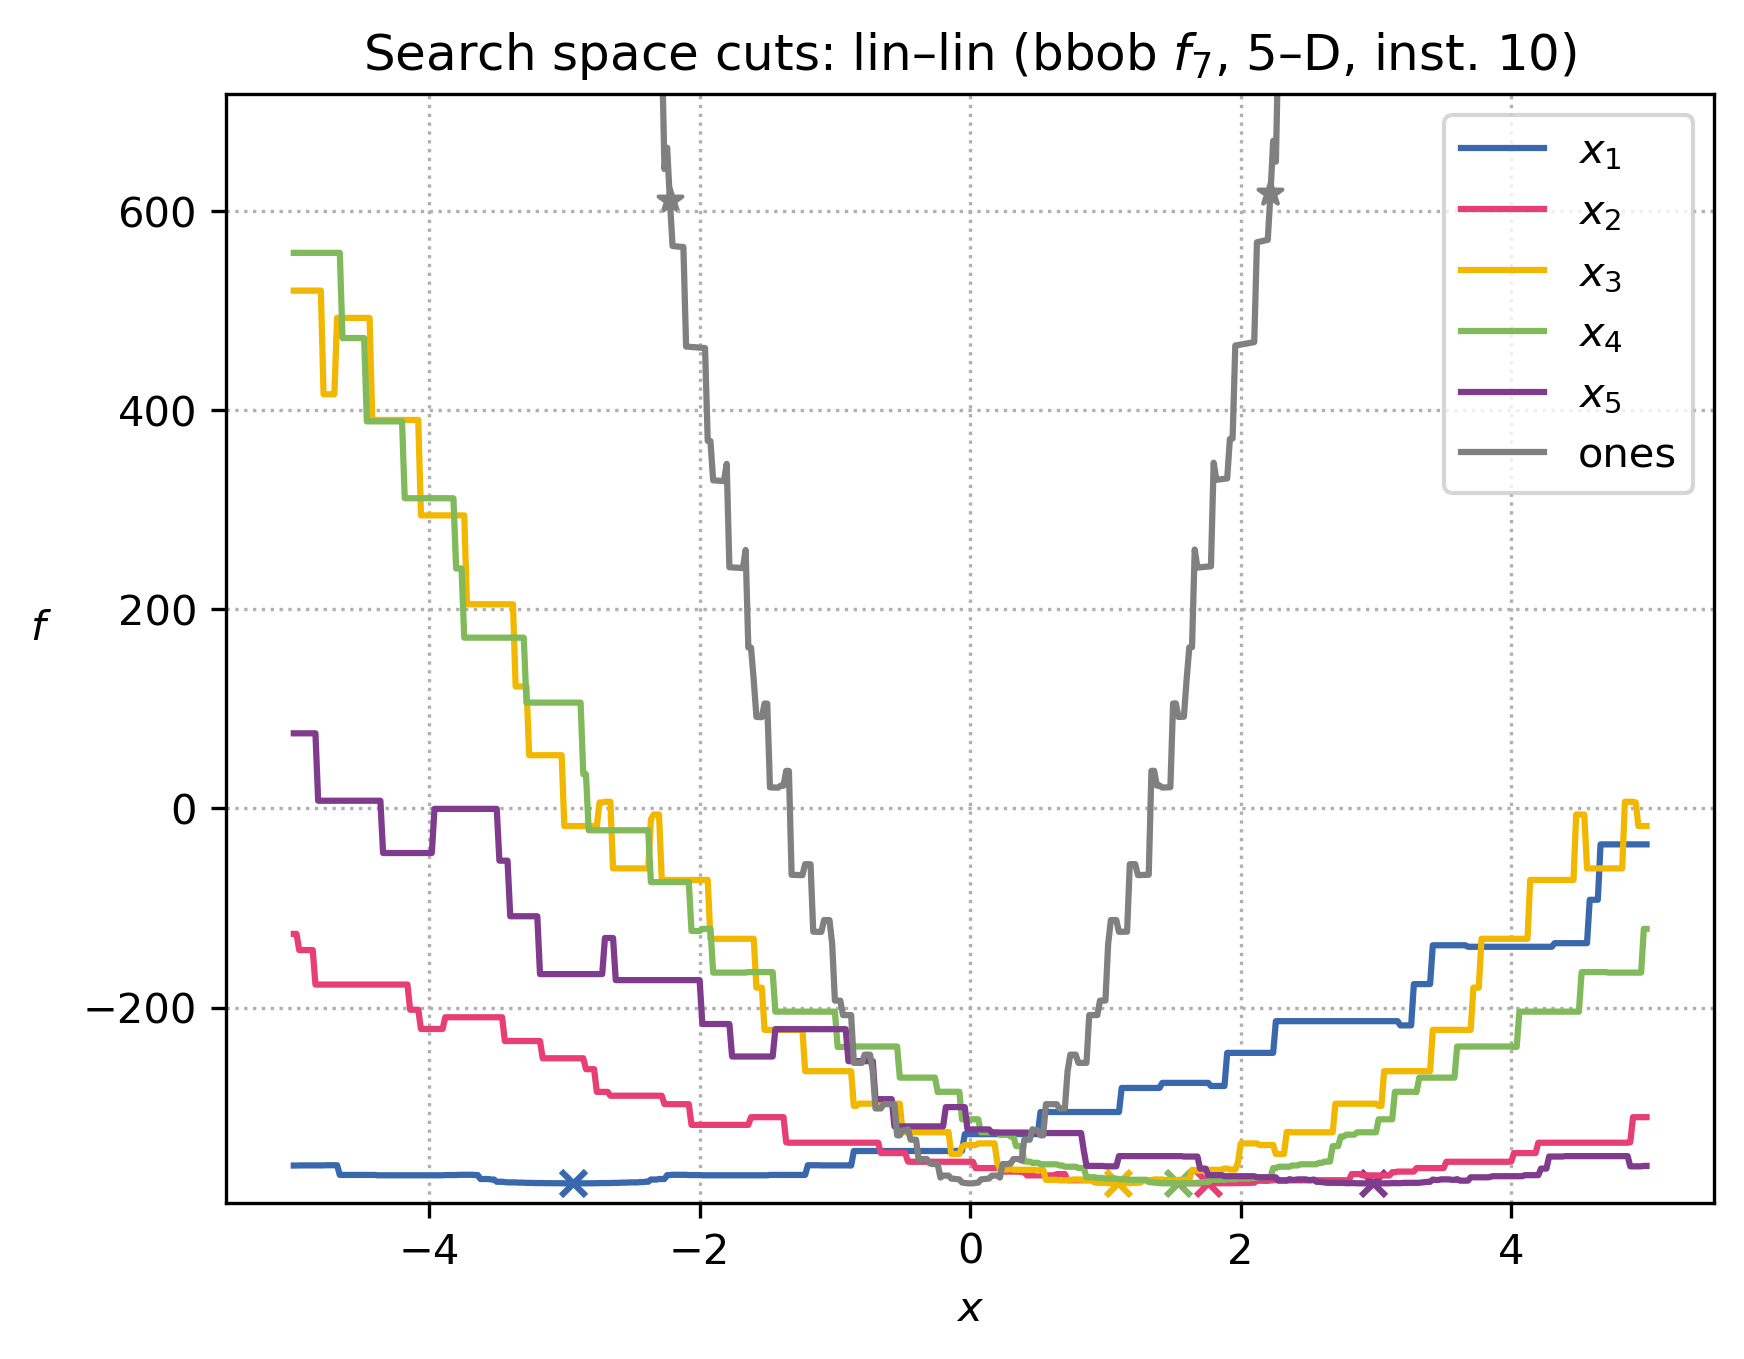 Search space cuts: lin–lin (bbob f₇, 5–D, inst. 10)
600
400
200
0
−200
f
−4
−2
0
2
4
x
x₁
x₂
x₃
x₄
x₅
ones